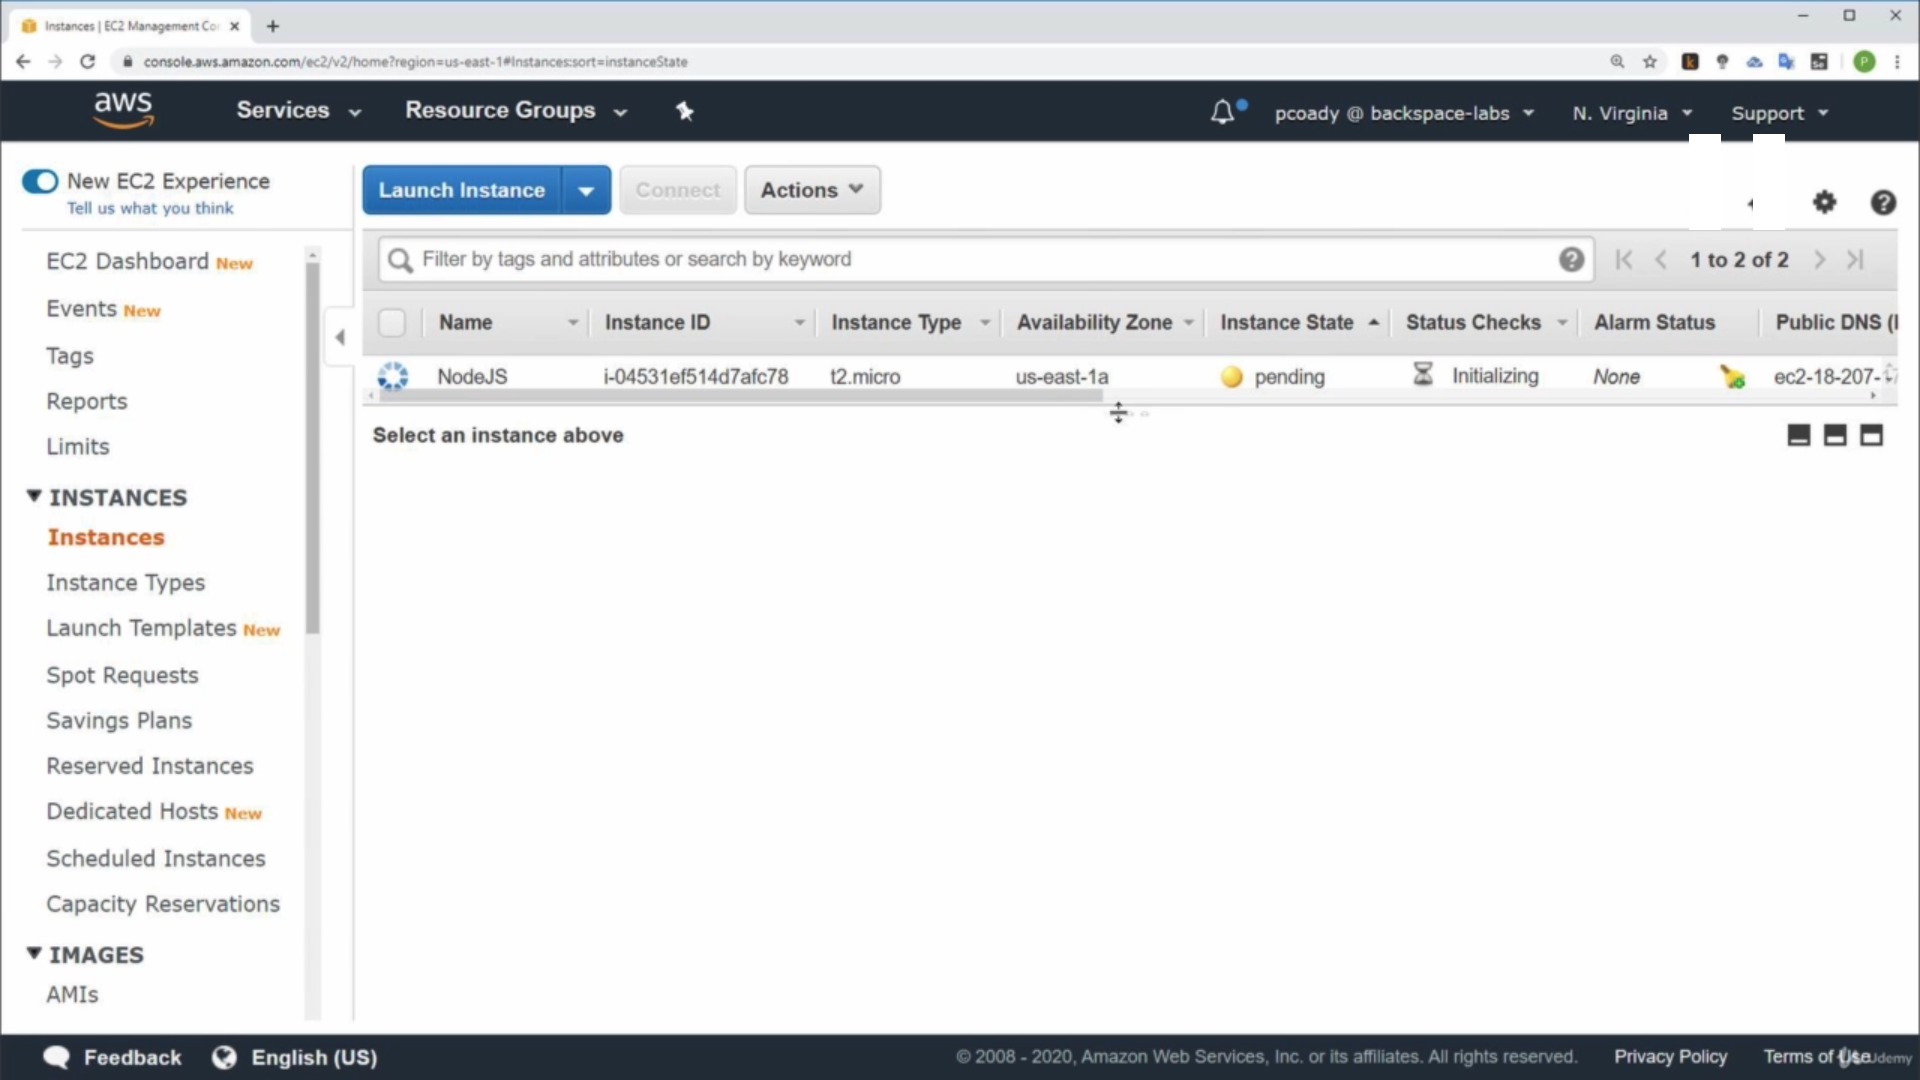 Instances | EC2 Management Co
console.aws.amazon.com/ec2/v2/home?region=us-east-1#Instances:sort=instanceState
aws
Services
Resource Groups
pcoady @ backspace-labs
N. Virginia
Support
New EC2 Experience
Tell us what you think
EC2 Dashboard New
Events New
Tags
Reports
Limits
INSTANCES
Instances
Instance Types
Launch Templates New
Spot Requests
Savings Plans
Reserved Instances
Dedicated Hosts New
Scheduled Instances
Capacity Reservations
IMAGES
AMIs
Launch Instance
Connect
Actions
Filter by tags and attributes or search by keyword
1 to 2 of 2
Name Instance ID Instance Type Availability Zone Instance State Status Checks Alarm Status Public DNS (
NodeJS i-04531ef514d7afc78 t2.micro us-east-1a pending Initializing None ec2-18-207-
Select an instance above
Feedback
English (US)
© 2008 - 2020, Amazon Web Services, Inc. or its affiliates. All rights reserved.
Privacy Policy
Terms of Use
Udemy